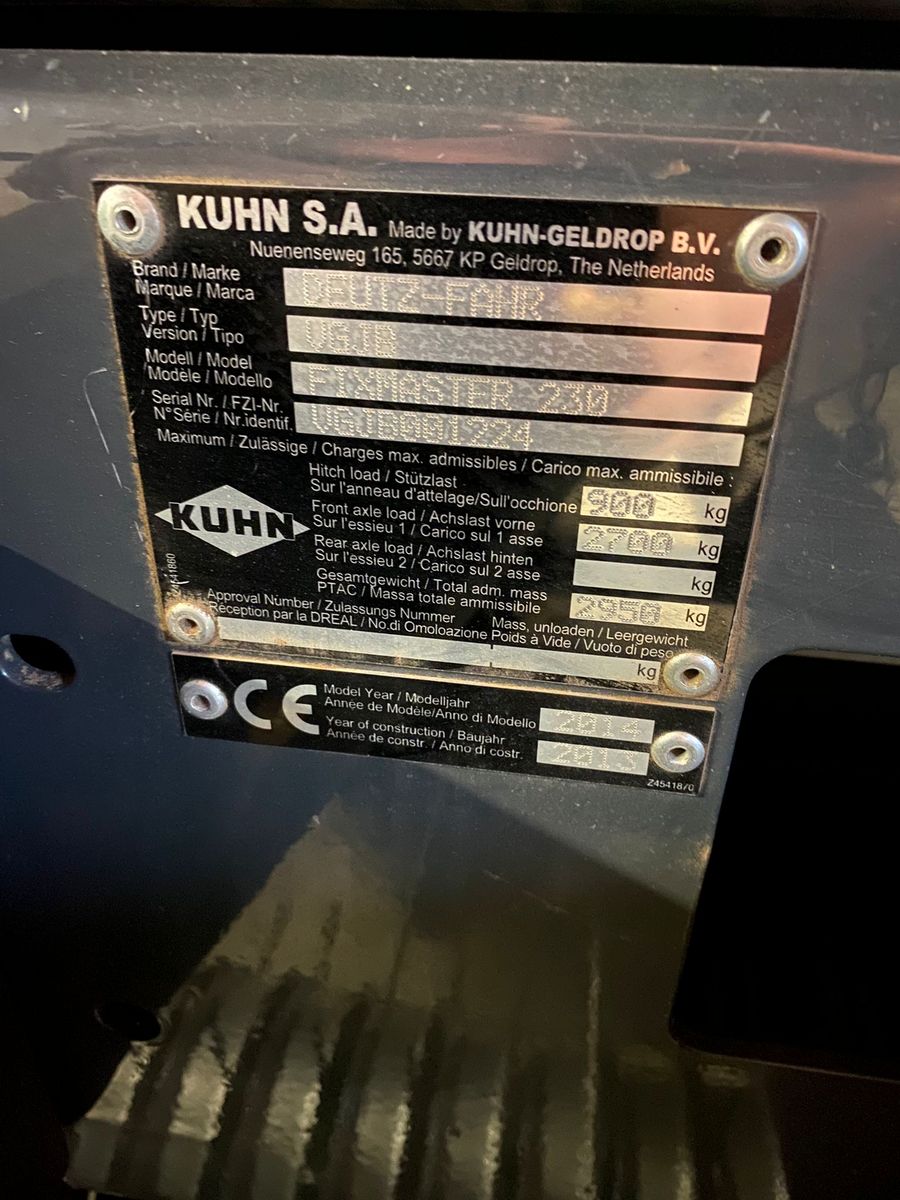 KUHN S.A. Made by KUHN-GELDROP B.V.
Nuenenseweg 165, 5667 KP Geldrop, The Netherlands
Brand / Marke
Marque / Marca
DEUTZ-FAHR
Type / Typ
Version / Tipo
VGJB
Modell / Model
Modèle / Modello
FIXMASTER 230
Serial Nr. / FZI-Nr.
N° Série / Nr.identif.
VGJB001224
Maximum / Zulässige / Charges max. admissibles / Carico max. ammissibile :
Hitch load / Stützlast
Sur l'anneau d'attelage/Sull'occhione
900 kg
Front axle load / Achslast vorne
Sur l'essieu 1 / Carico sul 1 asse
2700 kg
Rear axle load / Achslast hinten
Sur l'essieu 2 / Carico sul 2 asse
kg
Gesamtgewicht / Total adm. mass
PTAC / Massa totale ammissibile
2950 kg
KUHN
Z4541860
Approval Number / Zulassungs Nummer
Réception par la DREAL / No.di Omoloazione
Mass, unloaden / Leergewicht
Poids à Vide / Vuoto di peso
kg
CE
Model Year / Modelljahr
Année de Modèle/Anno di Modello
2014
Year of construction / Baujahr
Année de constr. / Anno di costr.
2013
Z4541870